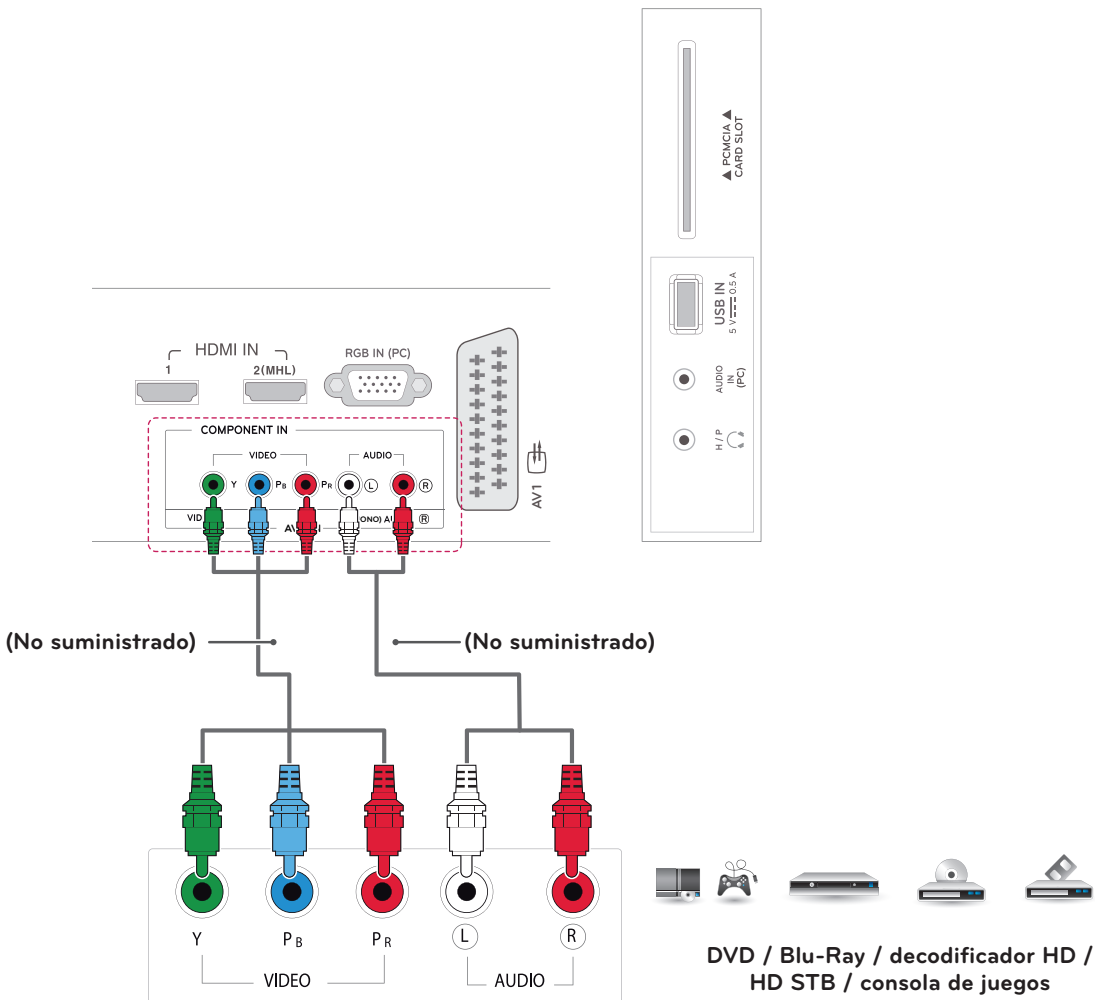 ▲ PCMCIA ▲
CARD SLOT
USB IN
5 V 0.5 A
AUDIO
IN
(PC)
H / P
HDMI IN
1
2(MHL)
RGB IN (PC)
AV1
COMPONENT IN
VIDEO
AUDIO
Y
PB
PR
L
R
VID
ONO)
R
(No suministrado)
(No suministrado)
Y
PB
PR
L
R
VIDEO
AUDIO
DVD / Blu-Ray / decodificador HD /
HD STB / consola de juegos